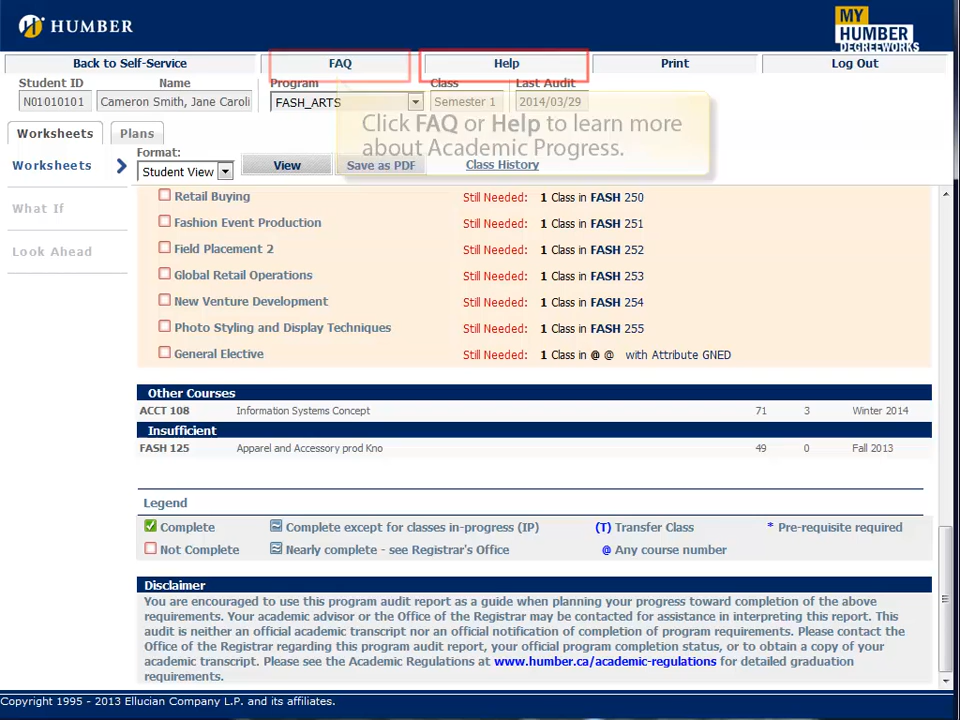 HUMBER
MY
HUMBER
DEGREEWORKS
Back to Self-Service FAQ Help Print Log Out
Student ID Name Program Class Last Audit
N01010101 Cameron Smith, Jane Caroli FASH_ARTS Semester 1 2014/03/29
Click FAQ or Help to learn more
about Academic Progress.
Worksheets Plans
Worksheets
Format:
Student View View Save as PDF Class History
What If
Look Ahead
Retail Buying Still Needed: 1 Class in FASH 250
Fashion Event Production Still Needed: 1 Class in FASH 251
Field Placement 2 Still Needed: 1 Class in FASH 252
Global Retail Operations Still Needed: 1 Class in FASH 253
New Venture Development Still Needed: 1 Class in FASH 254
Photo Styling and Display Techniques Still Needed: 1 Class in FASH 255
General Elective Still Needed: 1 Class in @ @ with Attribute GNED
Other Courses
ACCT 108 Information Systems Concept 71 3 Winter 2014
Insufficient
FASH 125 Apparel and Accessory prod Kno 49 0 Fall 2013
Legend
Complete Complete except for classes in-progress (IP) (T) Transfer Class * Pre-requisite required
Not Complete Nearly complete - see Registrar's Office @ Any course number
Disclaimer
You are encouraged to use this program audit report as a guide when planning your progress toward completion of the above
requirements. Your academic advisor or the Office of the Registrar may be contacted for assistance in interpreting this report. This
audit is neither an official academic transcript nor an official notification of completion of program requirements. Please contact the
Office of the Registrar regarding this program audit report, your official program completion status, or to obtain a copy of your
academic transcript. Please see the Academic Regulations at www.humber.ca/academic-regulations for detailed graduation
requirements.
Copyright 1995 - 2013 Ellucian Company L.P. and its affiliates.